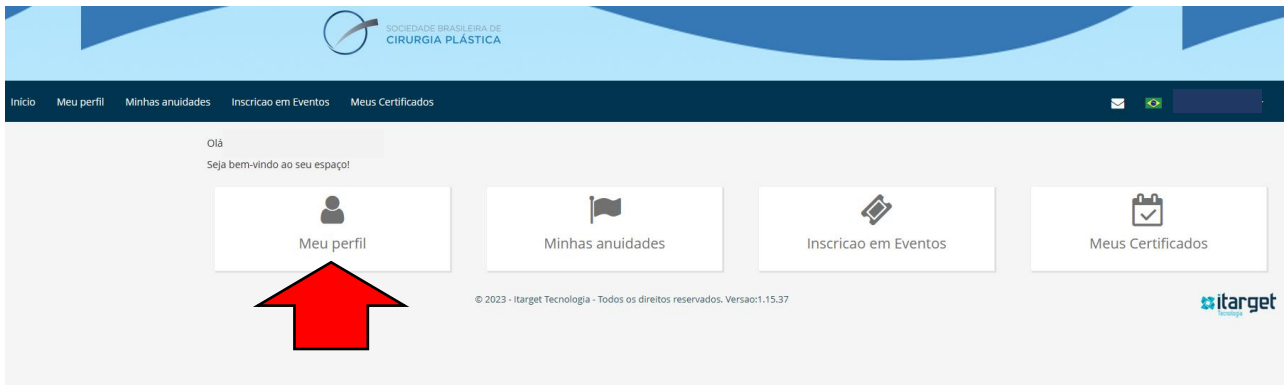 SOCIEDADE BRASILEIRA DE
CIRURGIA PLÁSTICA
Início Meu perfil Minhas anuidades Inscricao em Eventos Meus Certificados
Olá
Seja bem-vindo ao seu espaço!
Meu perfil Minhas anuidades Inscricao em Eventos Meus Certificados
© 2023 - Itarget Tecnologia - Todos os direitos reservados. Versao:1.15.37
itarget
Tecnologia